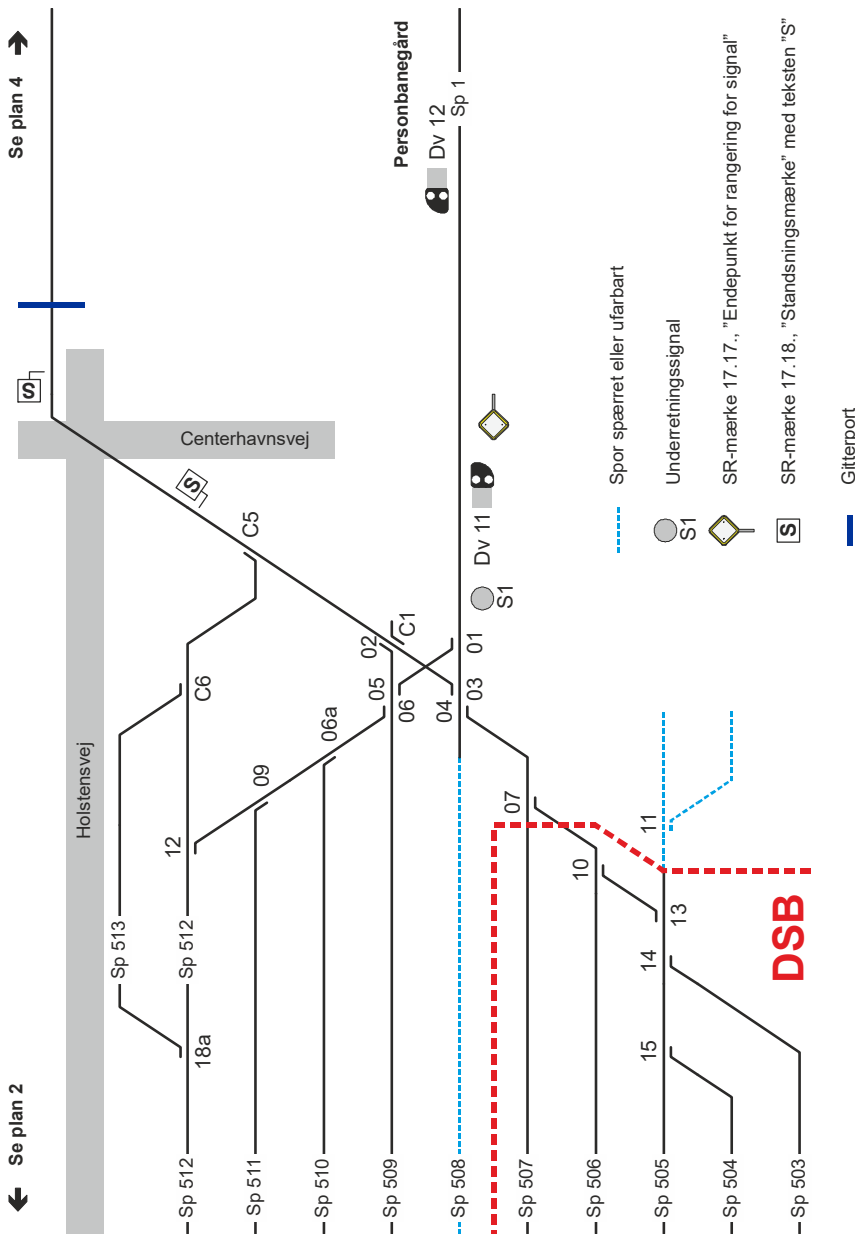 Se plan 2
Se plan 4
Holstensvej
Centerhavnsvej
Personbanegård
Sp 513
Sp 512
Sp 512
Sp 511
Sp 510
Sp 509
Sp 508
Sp 507
Sp 506
Sp 505
Sp 504
Sp 503
18a
12
C6
C5
09
06a
05
06
02
C1
04
03
01
07
10
11
13
14
15
S
S
S1
Dv 11
Dv 12
Sp 1
DSB
Spor spærret eller ufarbart
S1
Underretningssignal
SR-mærke 17.17., "Endepunkt for rangering for signal"
S
SR-mærke 17.18., "Standsningsmærke" med teksten "S"
Gitterport